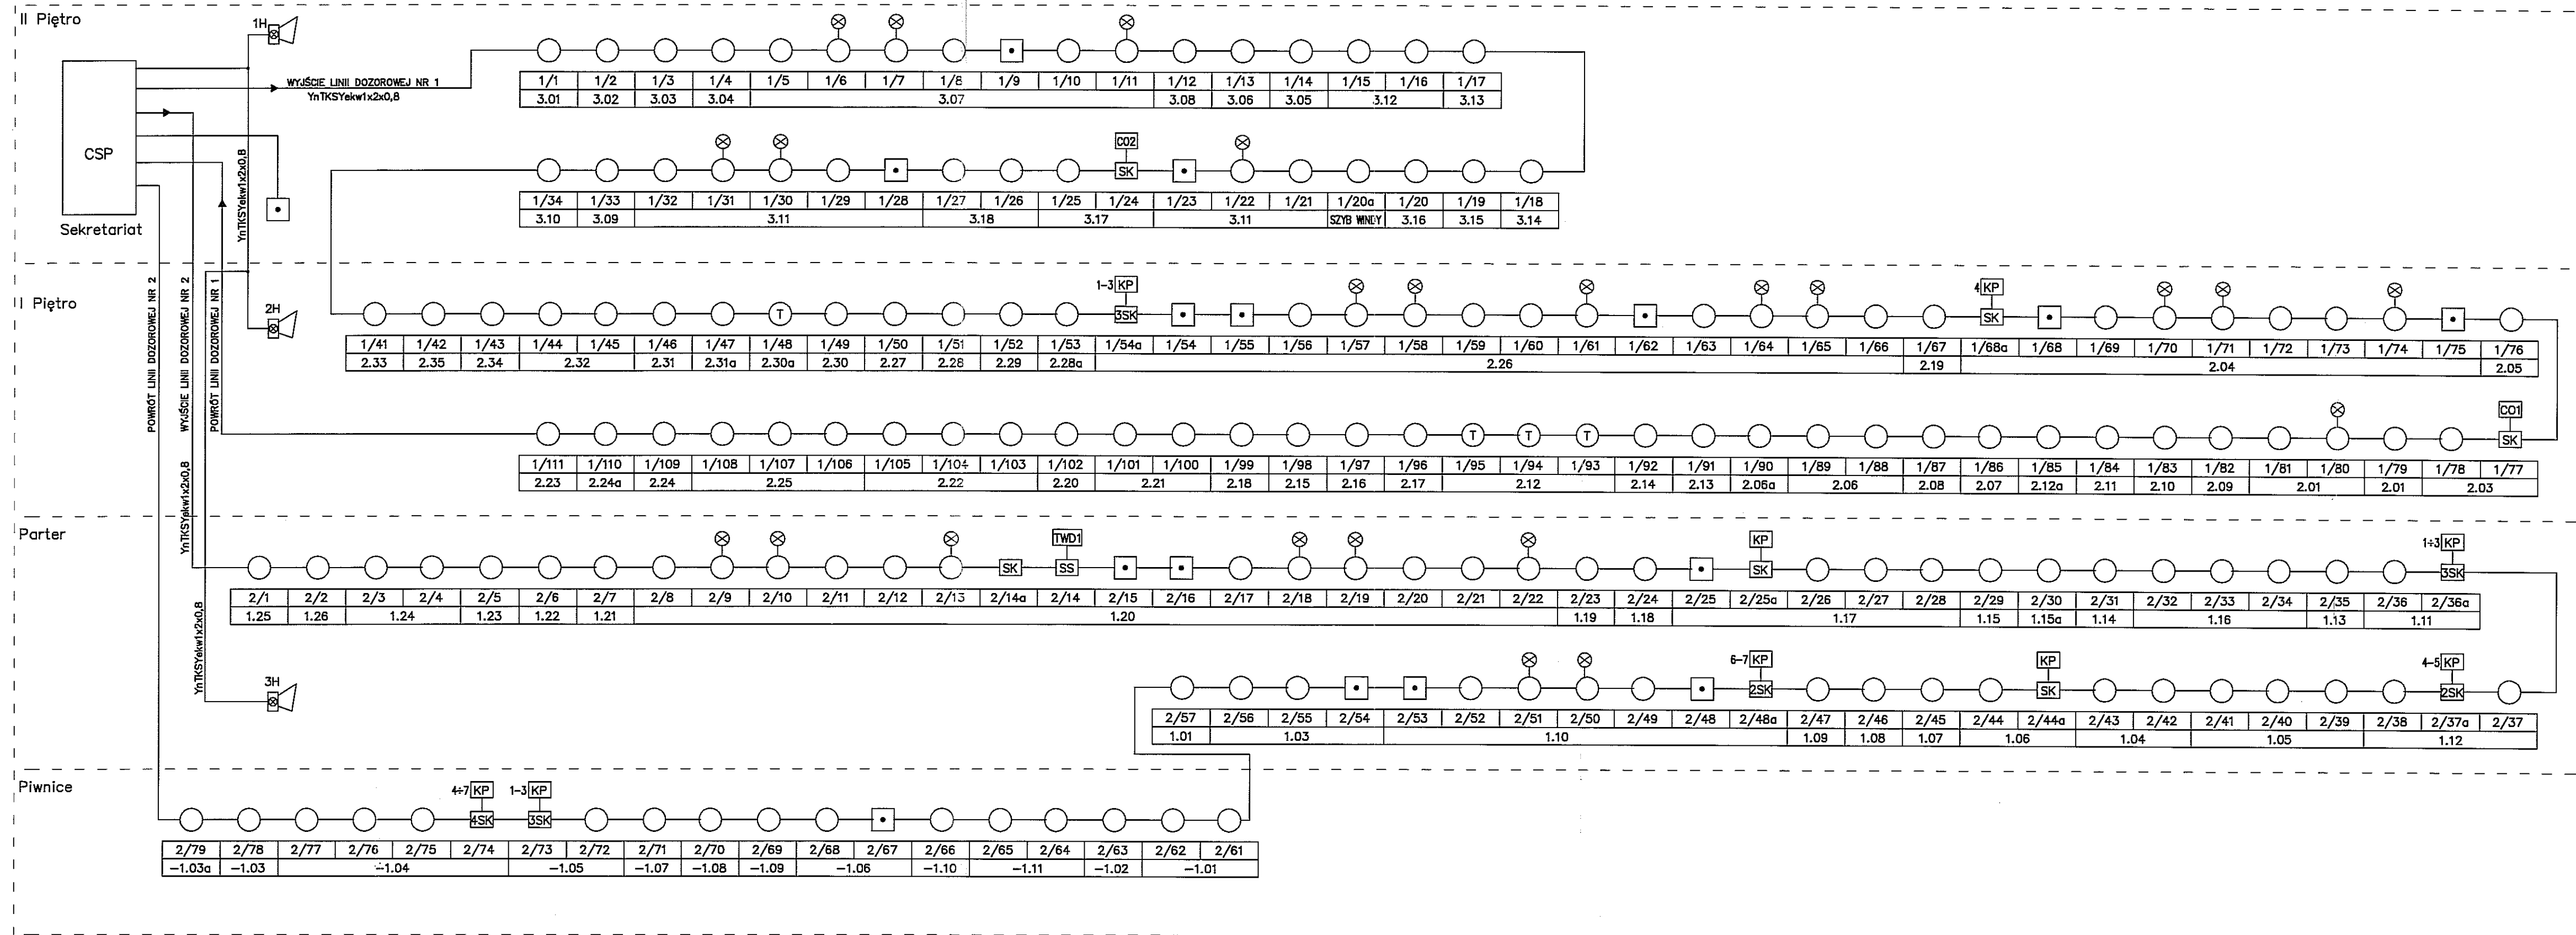 II Piętro
1H
WYJŚCIE LINII DOZOROWEJ NR 1
YnTKSYekw1x2x0,8
1/1 1/2 1/3 1/4 1/5 1/6 1/7 1/8 1/9 1/10 1/11 1/12 1/13 1/14 1/15 1/16 1/17
3.01 3.02 3.03 3.04 3.07 3.08 3.06 3.05 3.12 3.13
CSP
Sekretariat
YnTKSYekw1x2x0,8
CO2
SK
1/34 1/33 1/32 1/31 1/30 1/29 1/28 1/27 1/26 1/25 1/24 1/23 1/22 1/21 1/20a 1/20 1/19 1/18
3.10 3.09 3.11 3.18 3.17 3.11 SZYB WINDY 3.16 3.15 3.14
POWRÓT LINII DOZOROWEJ NR 2
WYJŚCIE LINII DOZOROWEJ NR 2
POWRÓT LINII DOZOROWEJ NR 1
I Piętro
2H
1-3 KP 4 KP
T 3SK SK
1/41 1/42 1/43 1/44 1/45 1/46 1/47 1/48 1/49 1/50 1/51 1/52 1/53 1/54a 1/54 1/55 1/56 1/57 1/58 1/59 1/60 1/61 1/62 1/63 1/64 1/65 1/66 1/67 1/68a 1/68 1/69 1/70 1/71 1/72 1/73 1/74 1/75 1/76
2.33 2.35 2.34 2.32 2.31 2.31a 2.30a 2.30 2.27 2.28 2.29 2.28a 2.26 2.19 2.04 2.05
CO1
T T T SK
1/111 1/110 1/109 1/108 1/107 1/106 1/105 1/104 1/103 1/102 1/101 1/100 1/99 1/98 1/97 1/96 1/95 1/94 1/93 1/92 1/91 1/90 1/89 1/88 1/87 1/86 1/85 1/84 1/83 1/82 1/81 1/80 1/79 1/78 1/77
2.23 2.24a 2.24 2.25 2.22 2.20 2.21 2.18 2.15 2.16 2.17 2.12 2.14 2.13 2.06a 2.06 2.08 2.07 2.12a 2.11 2.10 2.09 2.01 2.01 2.03
YnTKSYekw1x2x0,8
Parter
TWD1 KP 1÷3 KP
SK SS SK 3SK
2/1 2/2 2/3 2/4 2/5 2/6 2/7 2/8 2/9 2/10 2/11 2/12 2/13 2/14a 2/14 2/15 2/16 2/17 2/18 2/19 2/20 2/21 2/22 2/23 2/24 2/25 2/25a 2/26 2/27 2/28 2/29 2/30 2/31 2/32 2/33 2/34 2/35 2/36 2/36a
1.25 1.26 1.24 1.23 1.22 1.21 1.20 1.19 1.18 1.17 1.15 1.15a 1.14 1.16 1.13 1.11
YnTKSYekw1x2x0,8
3H
6-7 KP KP 4-5 KP
2SK SK 2SK
2/57 2/56 2/55 2/54 2/53 2/52 2/51 2/50 2/49 2/48 2/48a 2/47 2/46 2/45 2/44 2/44a 2/43 2/42 2/41 2/40 2/39 2/38 2/37a 2/37
1.01 1.03 1.10 1.09 1.08 1.07 1.06 1.04 1.05 1.12
Piwnice
4÷7 KP 1-3 KP
4SK 3SK
2/79 2/78 2/77 2/76 2/75 2/74 2/73 2/72 2/71 2/70 2/69 2/68 2/67 2/66 2/65 2/64 2/63 2/62 2/61
-1.03a -1.03 -1.04 -1.05 -1.07 -1.08 -1.09 -1.06 -1.10 -1.11 -1.02 -1.01